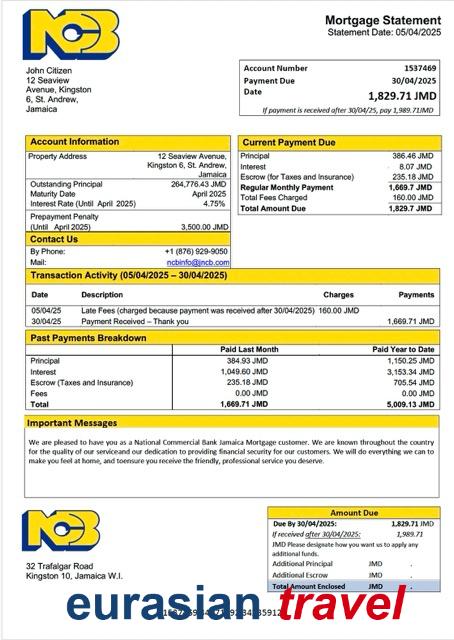 NCB
Mortgage Statement
Statement Date: 05/04/2025
John Citizen
12 Seaview
Avenue, Kingston
6, St. Andrew,
Jamaica
Account Number 1537469
Payment Due 30/04/2025
Date 1,829.71 JMD
If payment is received after 30/04/25, pay 1,989.71JMD
Account Information
Property Address 12 Seaview Avenue,
Kingston 6, St. Andrew,
Jamaica
Outstanding Principal 264,776.43 JMD
Maturity Date April 2025
Interest Rate (Until April 2025) 4.75%
Prepayment Penalty
(Until April 2025) 3,500.00 JMD
Contact Us
By Phone: +1 (876) 929-9050
Mail: ncbinfo@jncb.com
Current Payment Due
Principal 386.46 JMD
Interest 8.07 JMD
Escrow (for Taxes and Insurance) 235.18 JMD
Regular Monthly Payment 1,669.7 JMD
Total Fees Charged 160.00 JMD
Total Amount Due 1,829.7 JMD
Transaction Activity (05/04/2025 – 30/04/2025)
Date Description Charges Payments
05/04/25 Late Fees (charged because payment was received after 30/04/2025) 160.00 JMD
30/04/25 Payment Received – Thank you 1,669.71 JMD
Past Payments Breakdown
Paid Last Month Paid Year to Date
Principal 384.93 JMD 1,150.25 JMD
Interest 1,049.60 JMD 3,153.34 JMD
Escrow (Taxes and Insurance) 235.18 JMD 705.54 JMD
Fees 0.00 JMD 0.00 JMD
Total 1,669.71 JMD 5,009.13 JMD
Important Messages
We are pleased to have you as a National Commercial Bank Jamaica Mortgage customer. We are known throughout the country
for the quality of our serviceand our dedication to providing financial security for our customers. We will do everything we can to
make you feel at home, and toensure you receive the friendly, professional service you deserve.
NCB
32 Trafalgar Road
Kingston 10, Jamaica W.I.
Amount Due
Due By 30/04/2025: 1,829.71 JMD
If received after 30/04/2025: 1,989.71
JMD Please designate how you want us to apply any
additional funds.
Additional Principal JMD .
Additional Escrow JMD .
Total Amount Enclosed JMD .
eurasian travel